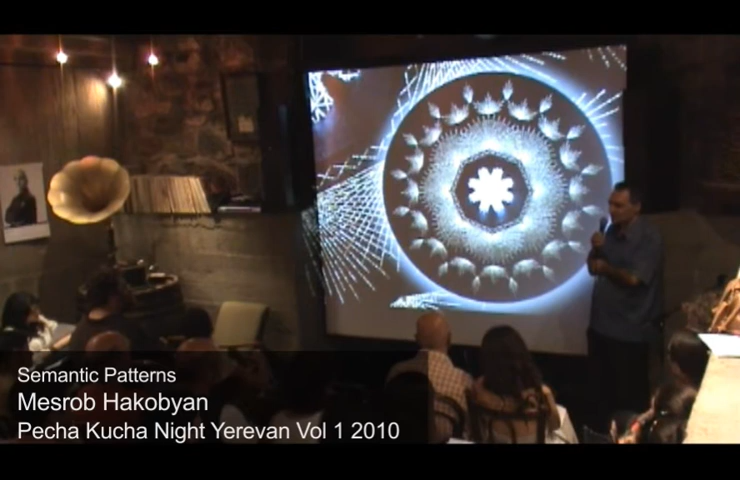 Semantic Patterns
Mesrob Hakobyan
Pecha Kucha Night Yerevan Vol 1 2010